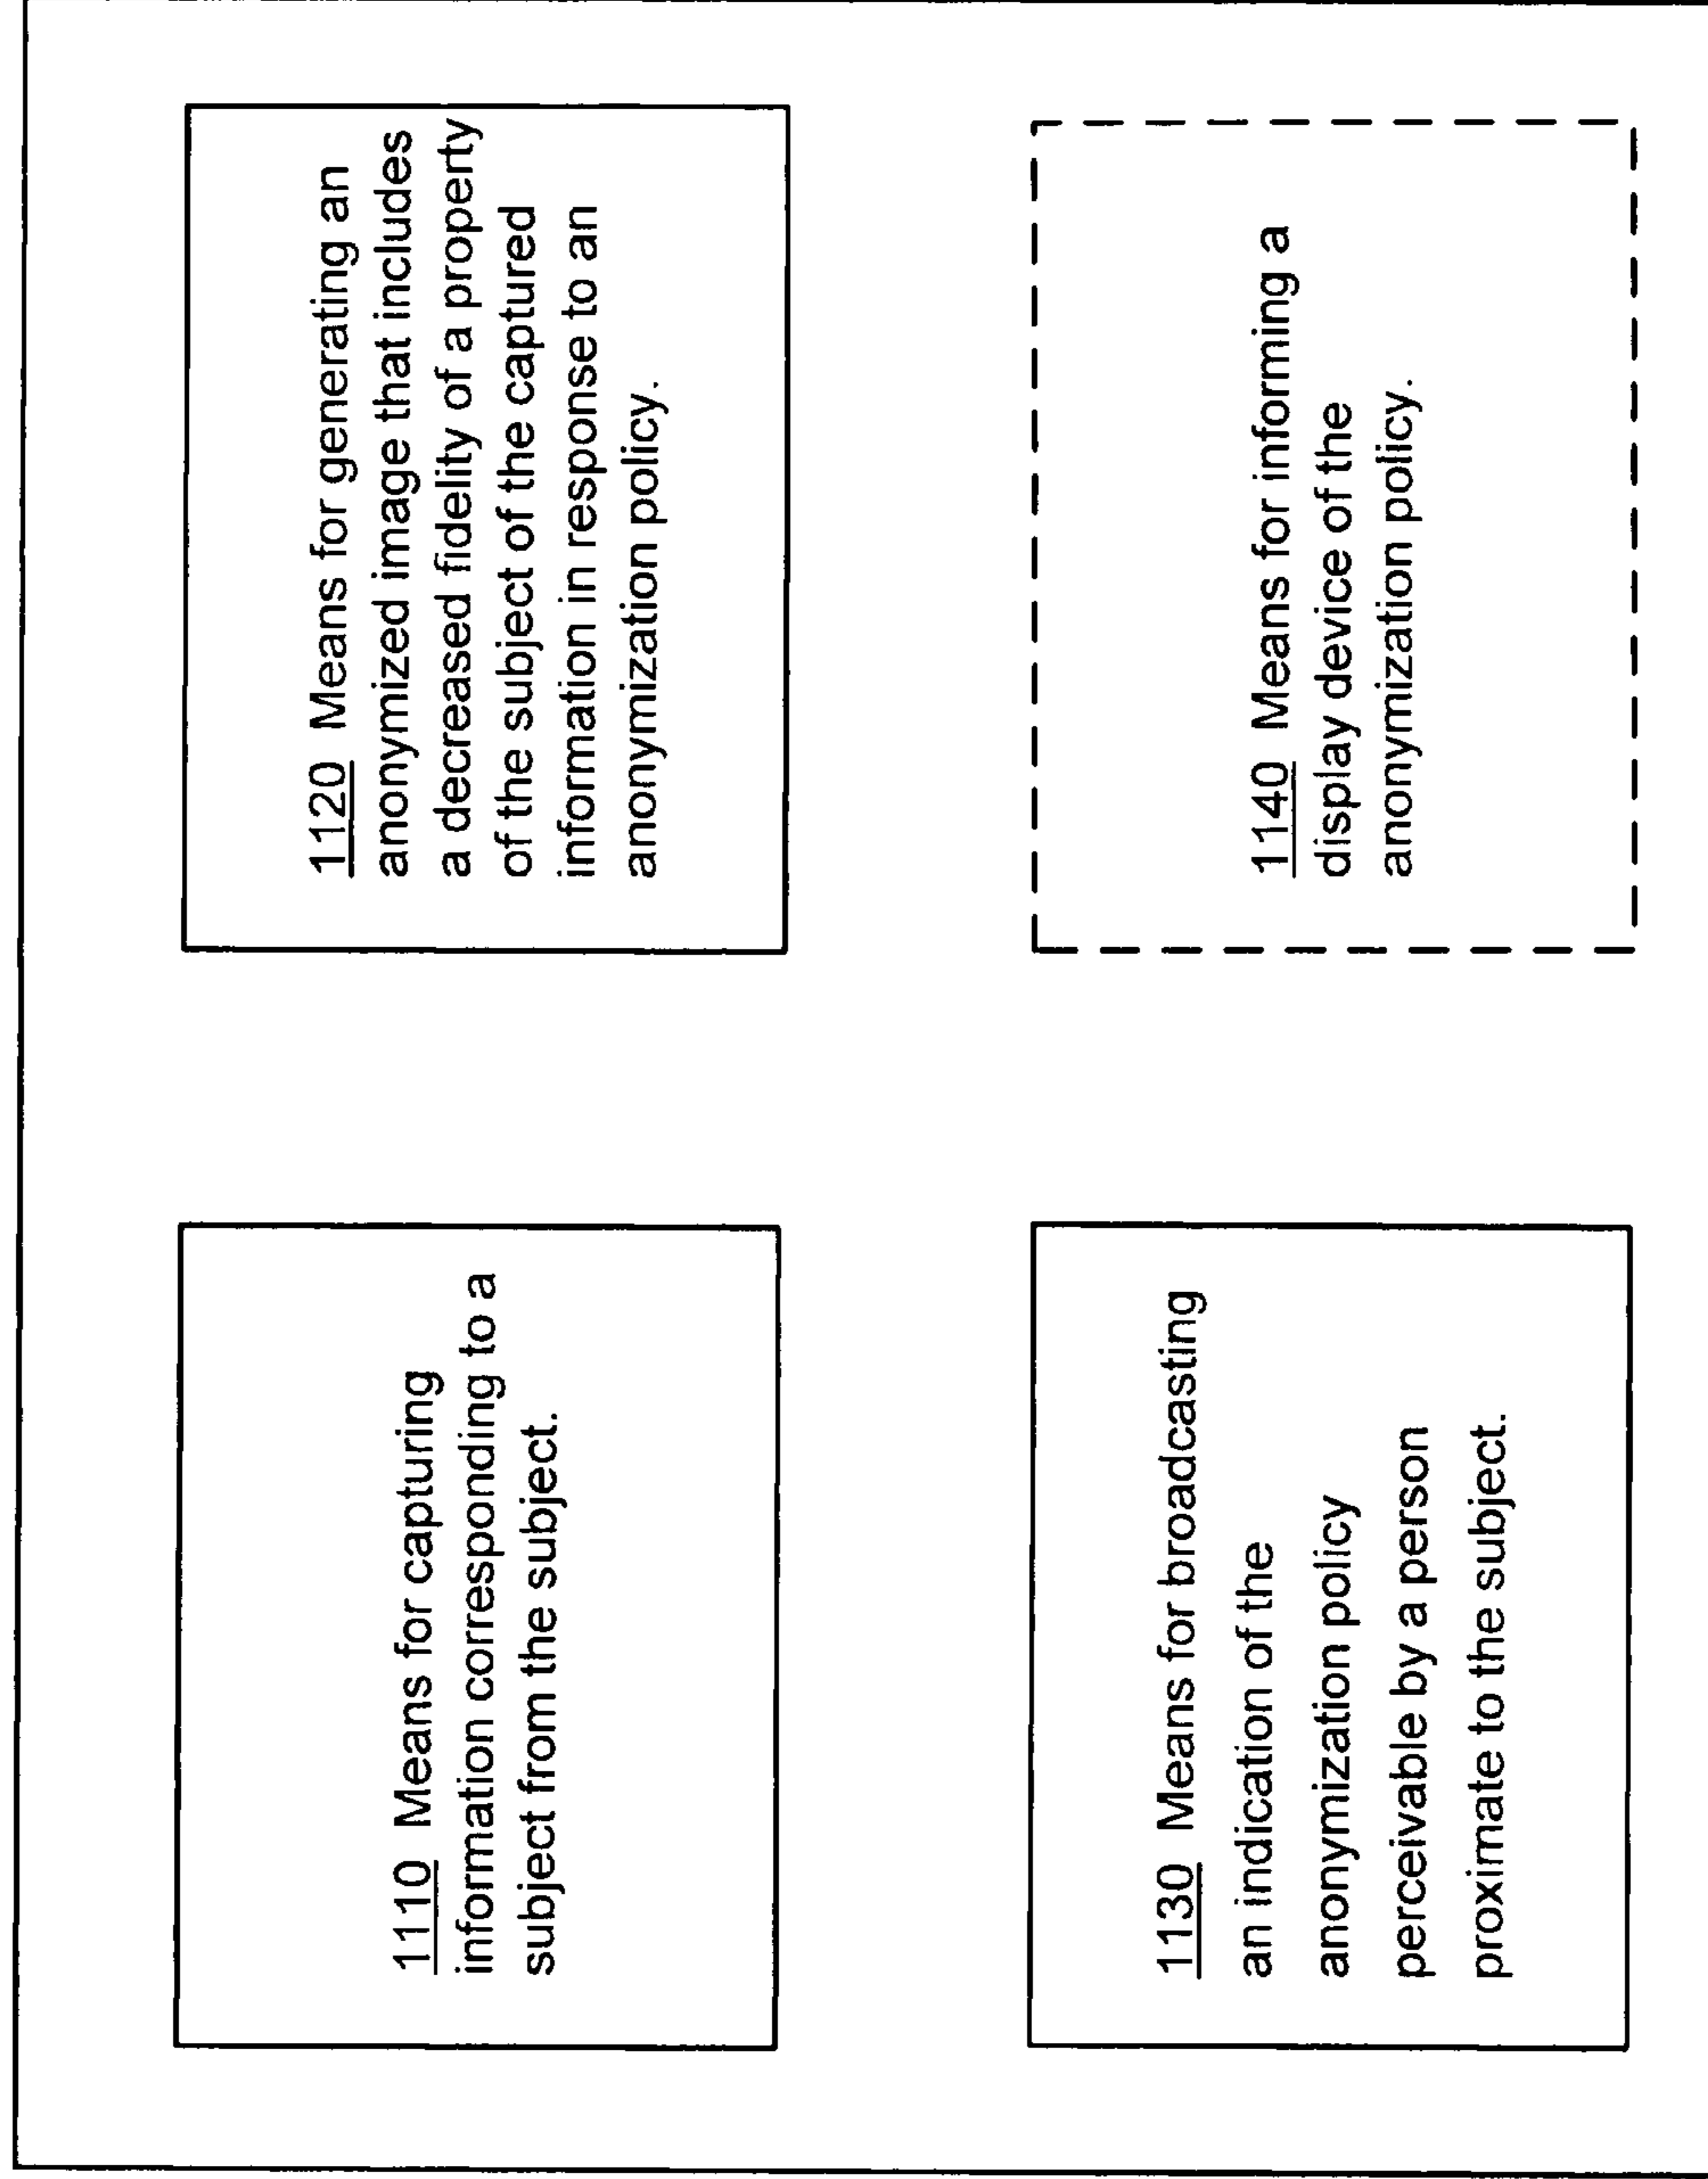 1110 Means for capturing
information corresponding to a
subject from the subject.
1120 Means for generating an
anonymized image that includes
a decreased fidelity of a property
of the subject of the captured
information in response to an
anonymization policy.
1130 Means for broadcasting
an indication of the
anonymization policy
perceivable by a person
proximate to the subject.
1140 Means for informing a
display device of the
anonymization policy.